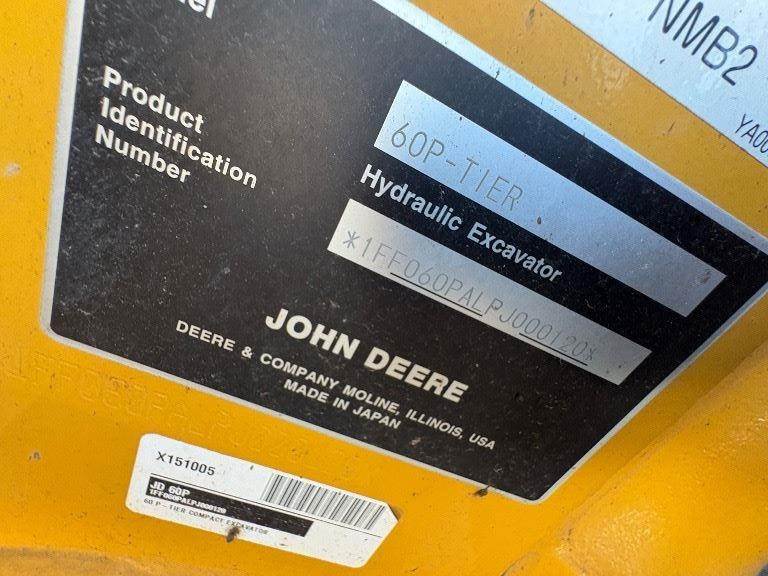 60P-TIER
Product
Identification
Number
Hydraulic Excavator
*1FF060PALPJ000120*
JOHN DEERE
DEERE & COMPANY MOLINE, ILLINOIS, USA
MADE IN JAPAN
NMB2
X151005
JD 60P
1FF060PALPJ000120
60 P - TIER COMPACT EXCAVATOR